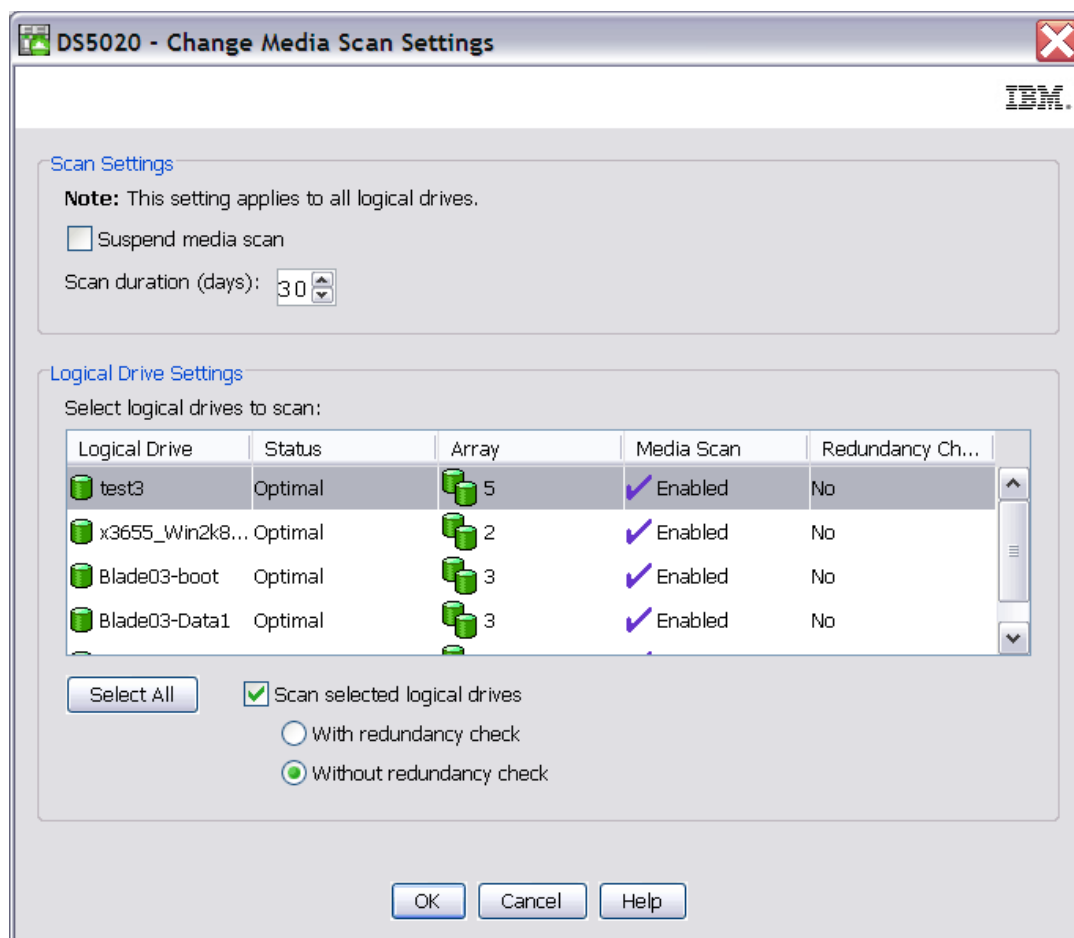 DS5020 - Change Media Scan Settings
IBM.
Scan Settings
Note: This setting applies to all logical drives.
Suspend media scan
Scan duration (days): 30
Logical Drive Settings
Select logical drives to scan:
Logical Drive Status Array Media Scan Redundancy Ch...
test3 Optimal 5 Enabled No
x3655_Win2k8... Optimal 2 Enabled No
Blade03-boot Optimal 3 Enabled No
Blade03-Data1 Optimal 3 Enabled No
Select All Scan selected logical drives
With redundancy check
Without redundancy check
OK Cancel Help